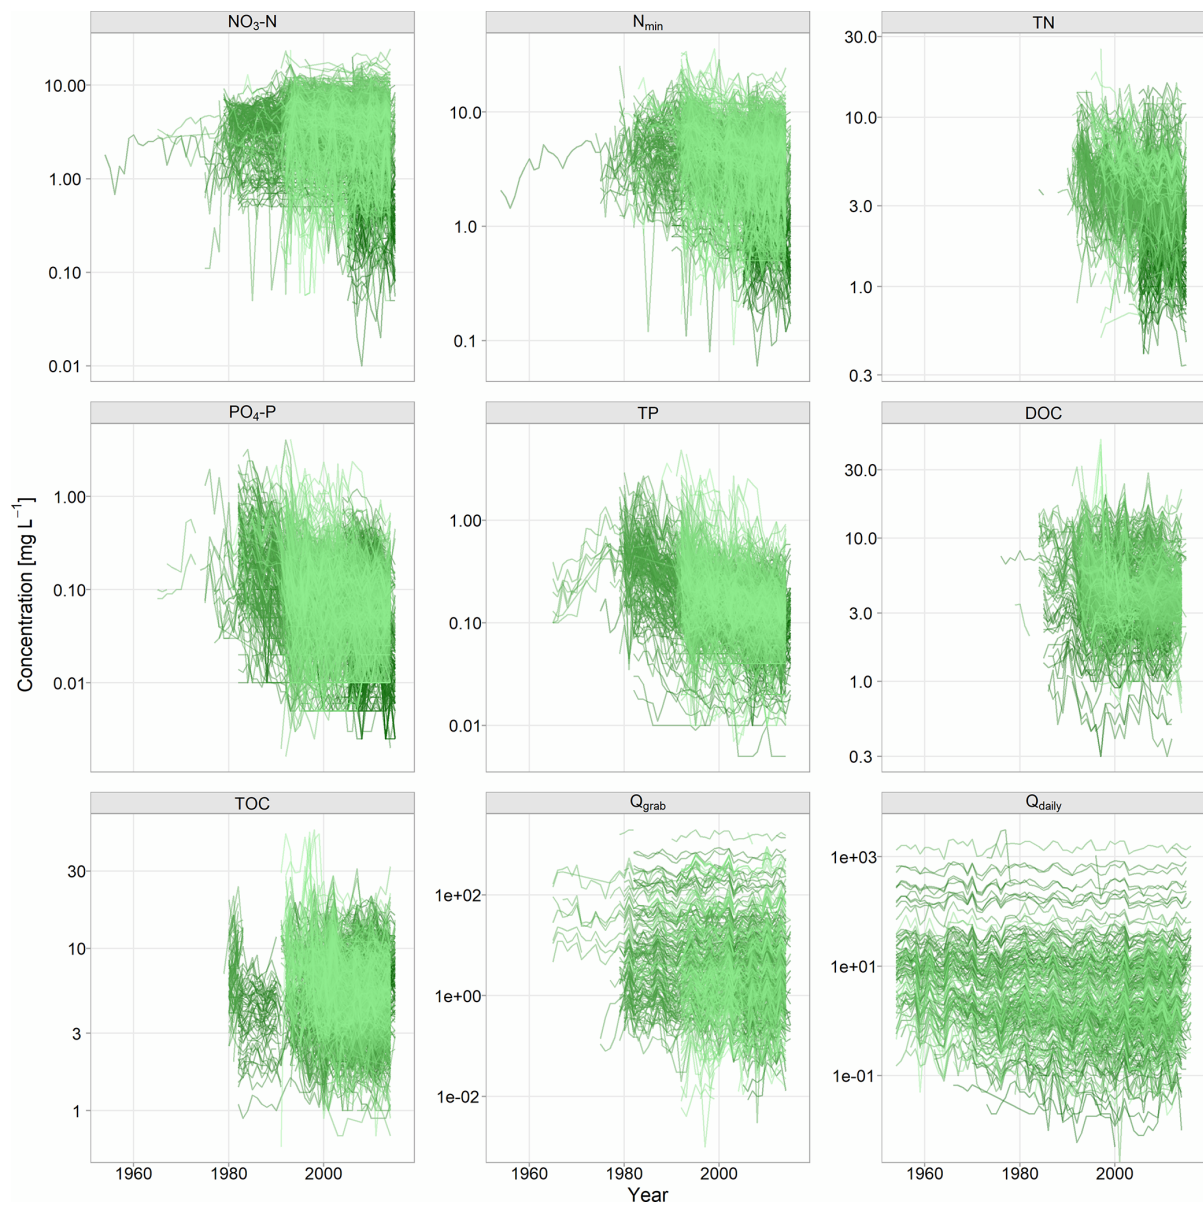 NO₃-N N_min TN
30.0
10.00 10.0 10.0
1.00 1.0 3.0
0.10 1.0
0.01 0.1 0.3
PO₄-P TP DOC
Concentration [mg L⁻¹]
1.00 1.00 30.0
0.10 0.10 10.0
3.0
0.01 0.01 1.0
0.3
TOC Q_grab Q_daily
30 1e+02 1e+03
10 1e+00 1e+01
3
1 1e-02 1e-01
1960 1980 2000 1960 1980 2000 1960 1980 2000
Year